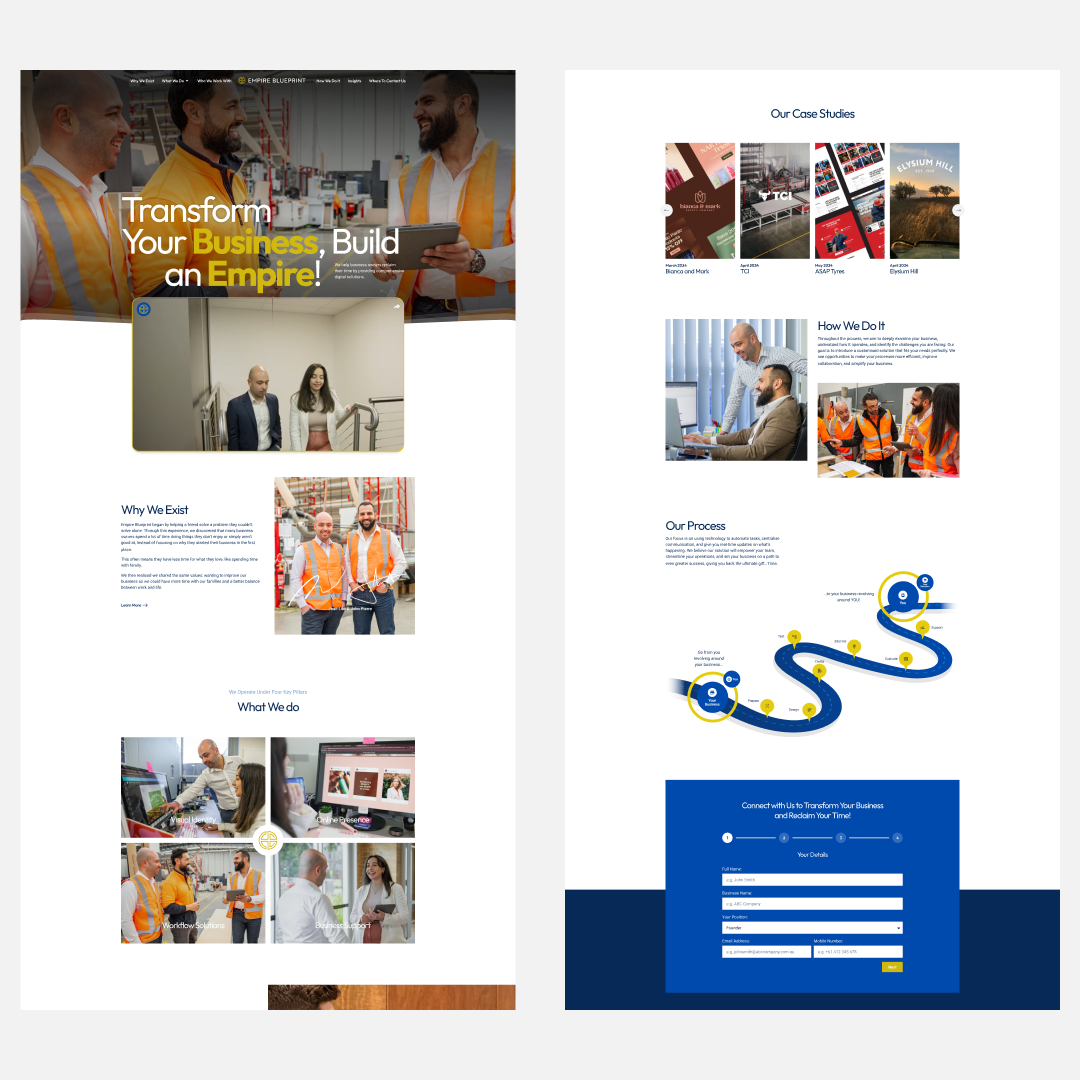 Why We Exist
What We Do
Who We Work With
EMPIRE BLUEPRINT
How We Do It
Insights
Where To Contact Us
Transform
Your Business, Build
an Empire!
We help business owners reclaim
their time by providing comprehensive
digital solutions.
Why We Exist
Empire Blueprint began by helping a friend solve a problem they couldn't
solve alone. Through this experience, we discovered that many business
owners spend a lot of time doing things they don't enjoy or simply aren't
good at, instead of focusing on why they started their business in the first
place.
This often means they have less time for what they love, like spending time
with family.
We then realised we shared the same values: wanting to improve our
business so we could have more time with our families and a better balance
between work and life.
Learn More
We Operate Under Four Key Pillars
What We do
Visual Identity
Online Presence
Workflow Solutions
Business Support
Our Case Studies
bianca & mark
TCI
ELYSIUM HILL
March 2024
Bianca and Mark
April 2024
TCI
May 2024
ASAP Tyres
April 2024
Elysium Hill
How We Do It
Throughout the process, we aim to deeply examine your business,
understand how it operates, and identify the challenges you are facing. Our
goal is to introduce a customised solution that fits your needs perfectly. We
see opportunities to make your processes more efficient, improve
collaboration, and simplify your business.
Our Process
Our focus is on using technology to automate tasks, centralise
communication, and give you real-time updates on what's
happening. We believe our solution will empower your team,
streamline your operations, and set your business on a path to
even greater success, giving you back the ultimate gift...Time.
...to your business revolving
around YOU!
You
Support
Test
Educate
Create
Go from you
revolving around
your business...
You
Your
Business
Prepare
Design
Connect with Us to Transform Your Business
and Reclaim Your Time!
1
2
3
4
Your Details
Full Name:
e.g. John Smith
Business Name:
e.g. ABC Company
Your Position:
Founder
Email Address:
Mobile Number:
e.g. johnsmith@abccompany.com.au
e.g. +61 412 345 678
Next